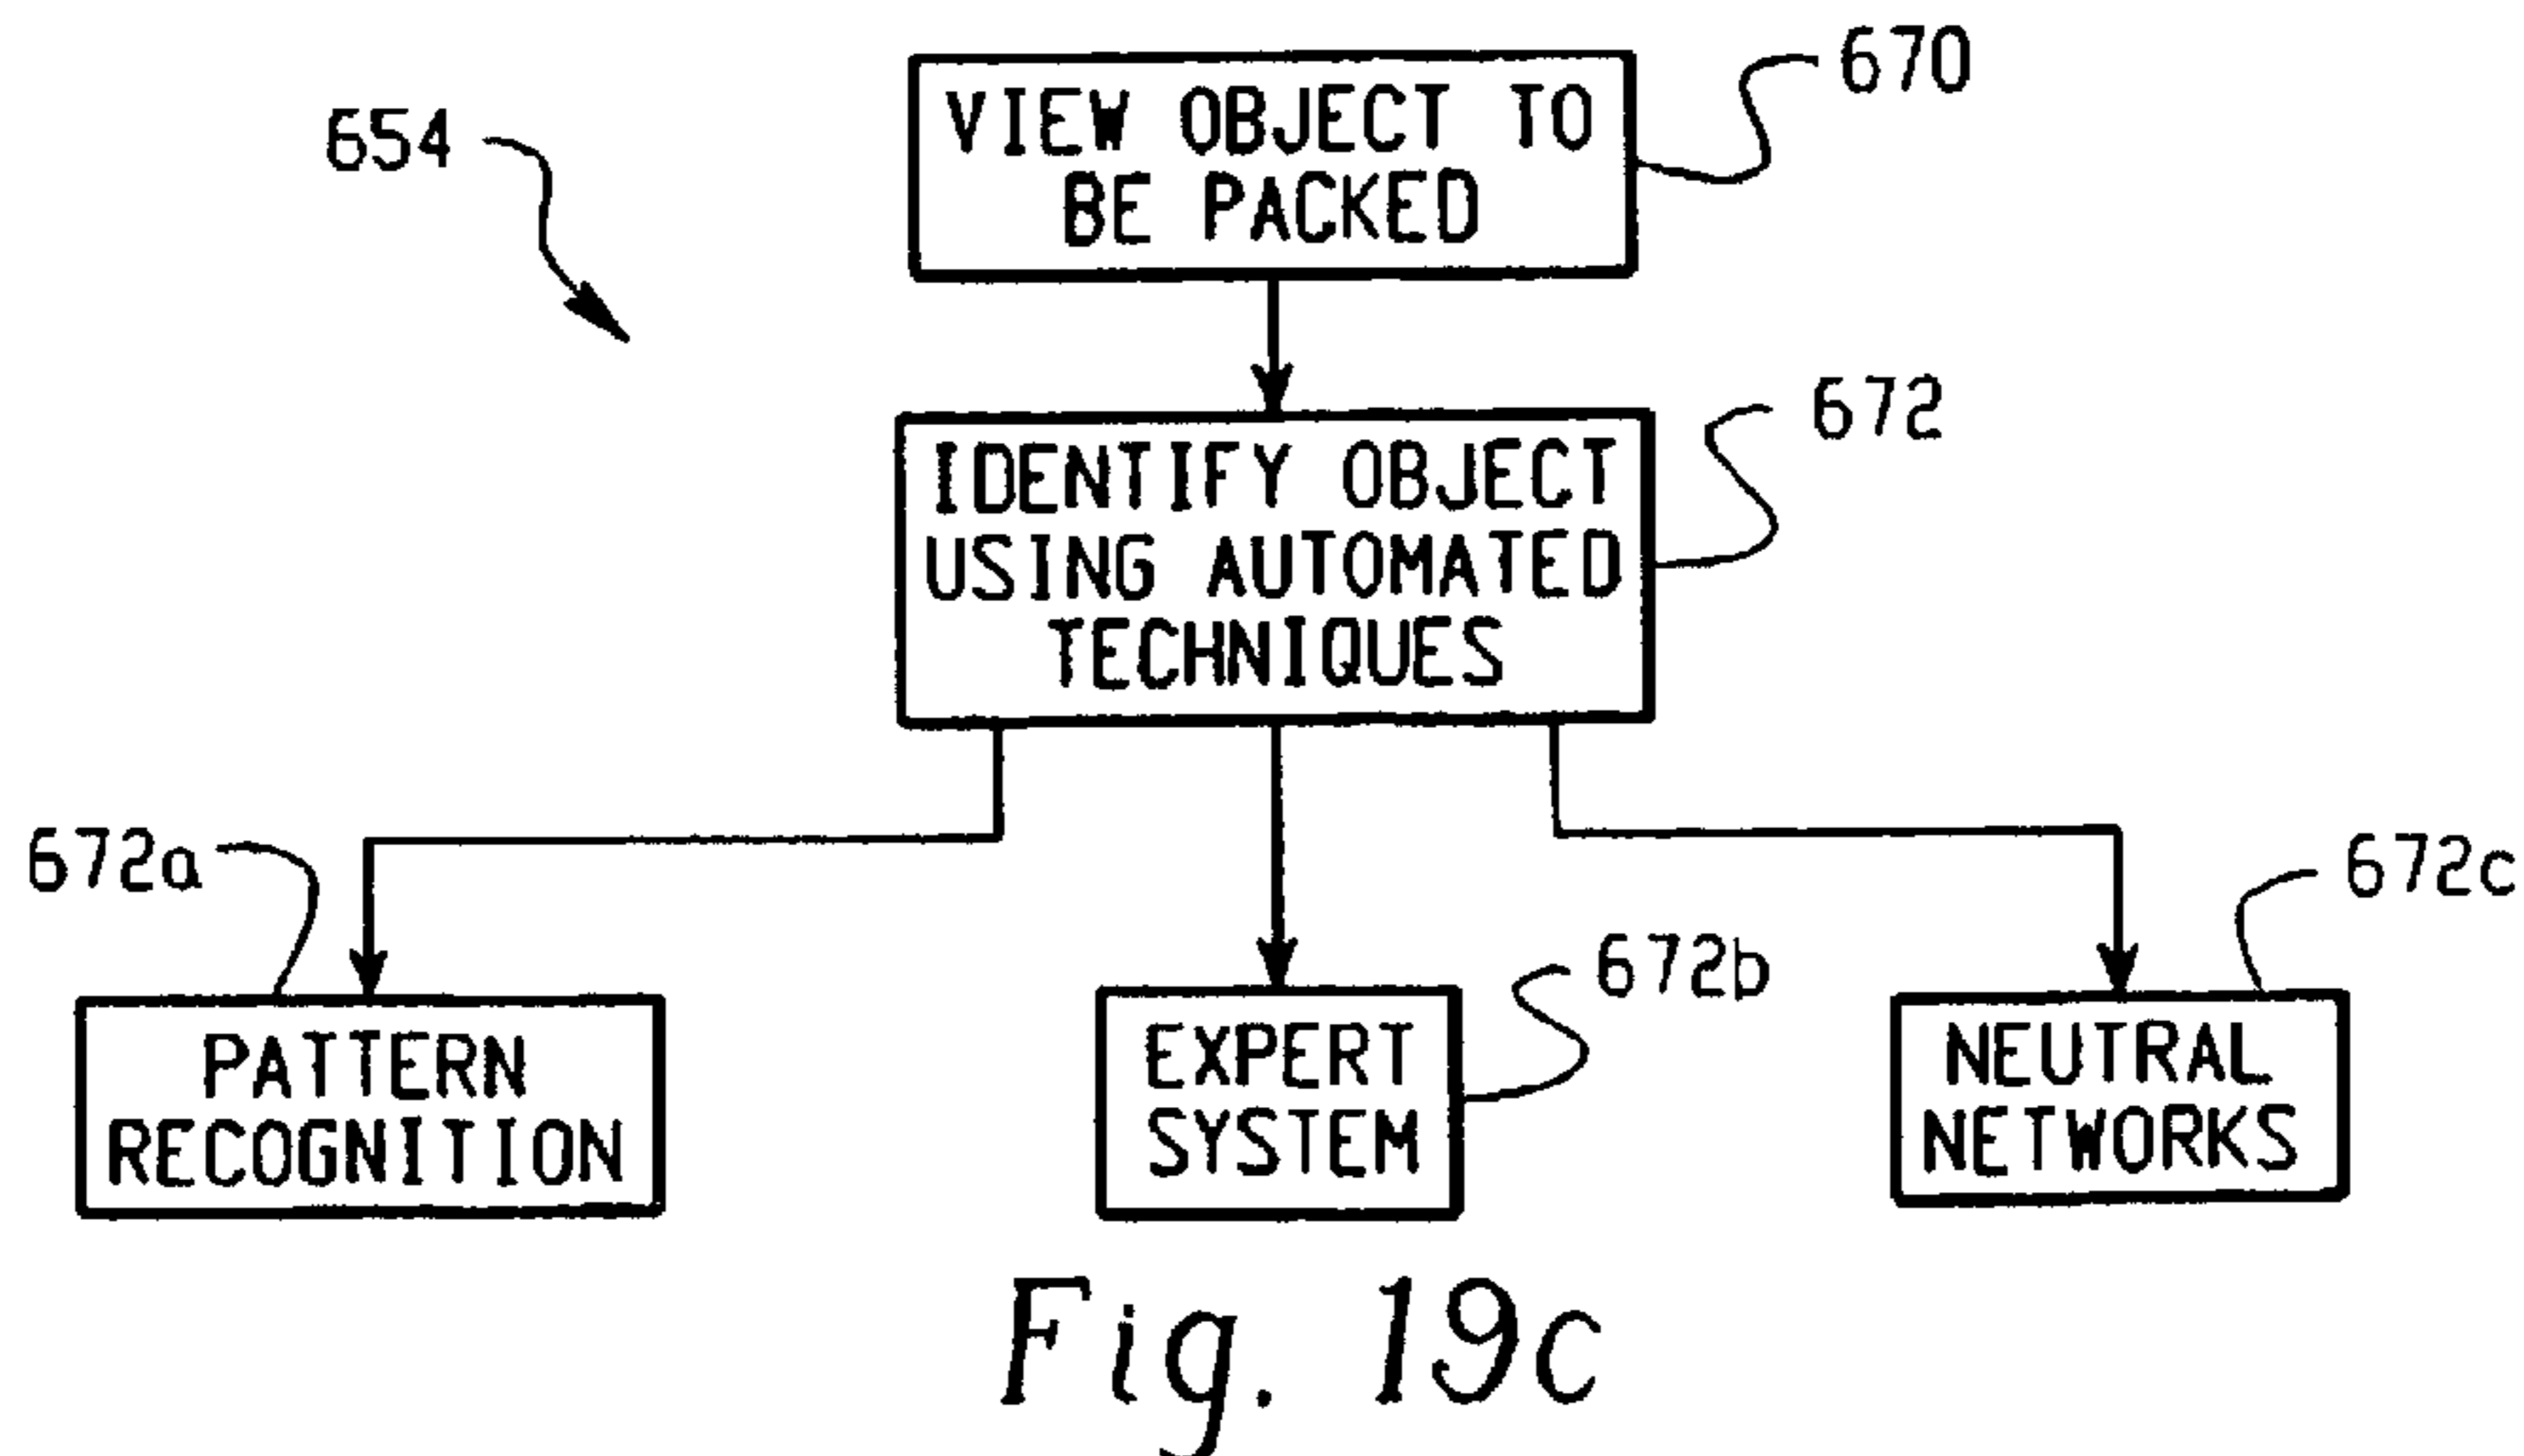 654
670
VIEW OBJECT TO
BE PACKED
672
IDENTIFY OBJECT
USING AUTOMATED
TECHNIQUES
672a
PATTERN
RECOGNITION
672b
EXPERT
SYSTEM
672c
NEUTRAL
NETWORKS
Fig. 19c